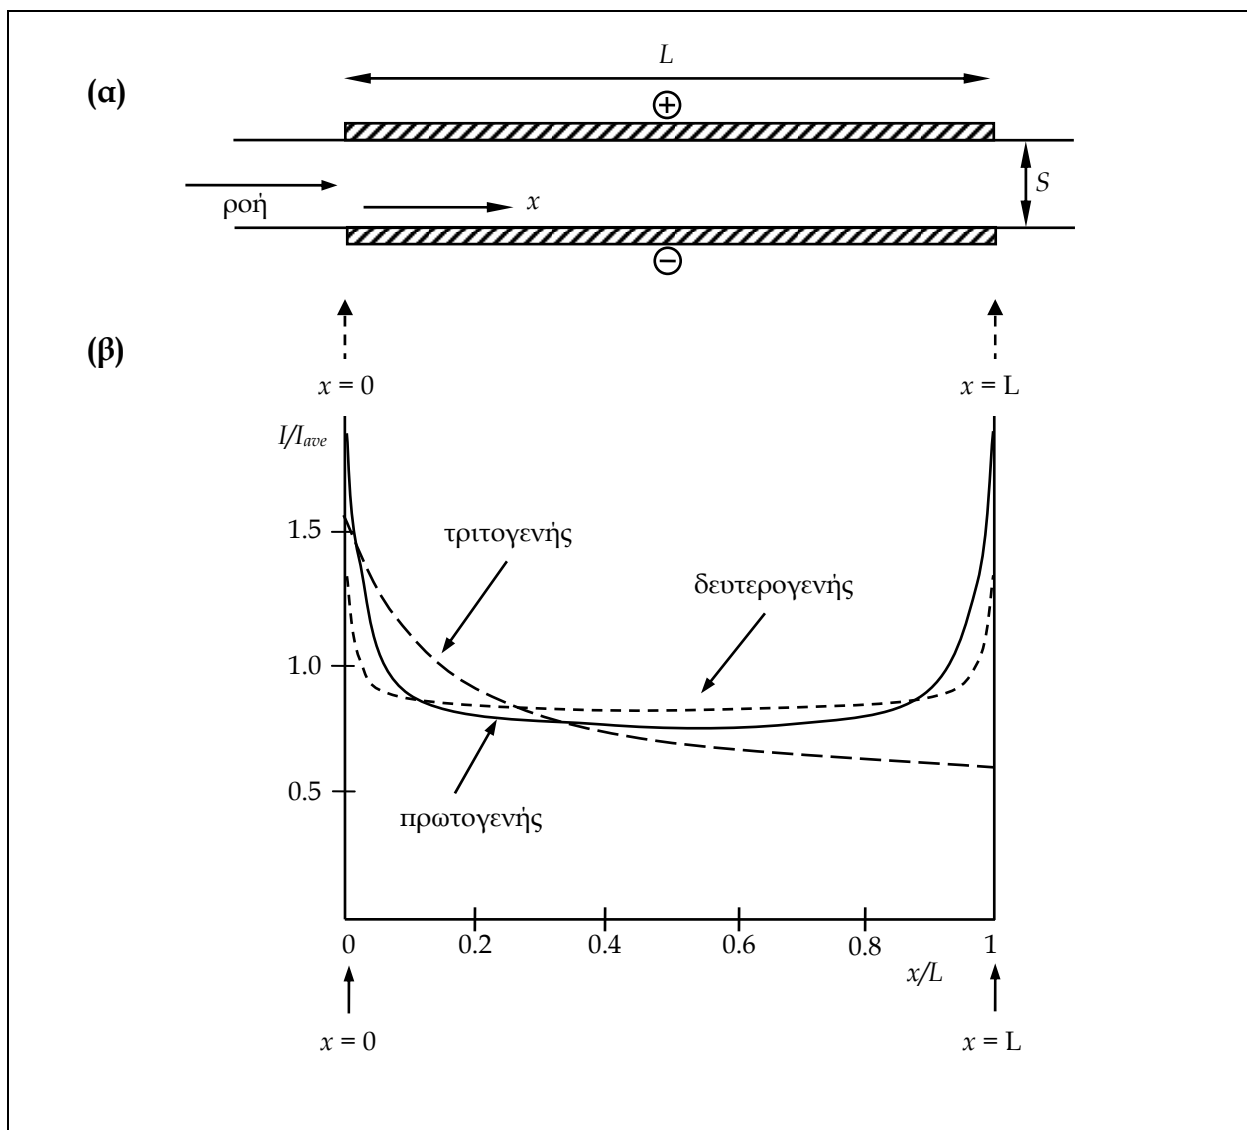 L
(α)
+
S
ροή
x
−
(β)
x = 0
x = L
I/Iave
1.5
τριτογενής
δευτερογενής
1.0
0.5
πρωτογενής
0
0.2
0.4
0.6
0.8
1
x/L
x = 0
x = L